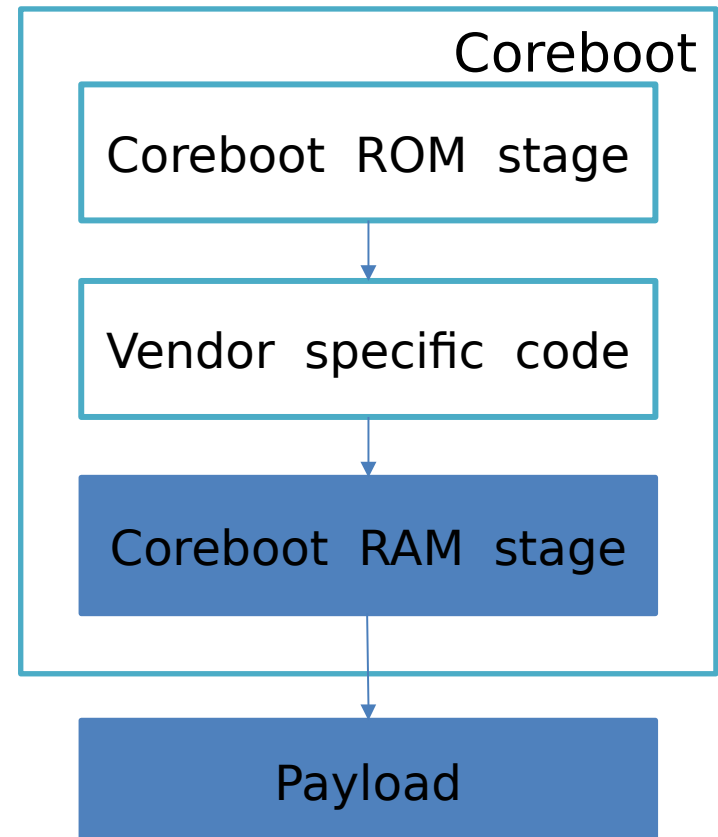 Coreboot
Coreboot ROM stage
Vendor specific code
Coreboot RAM stage
Payload